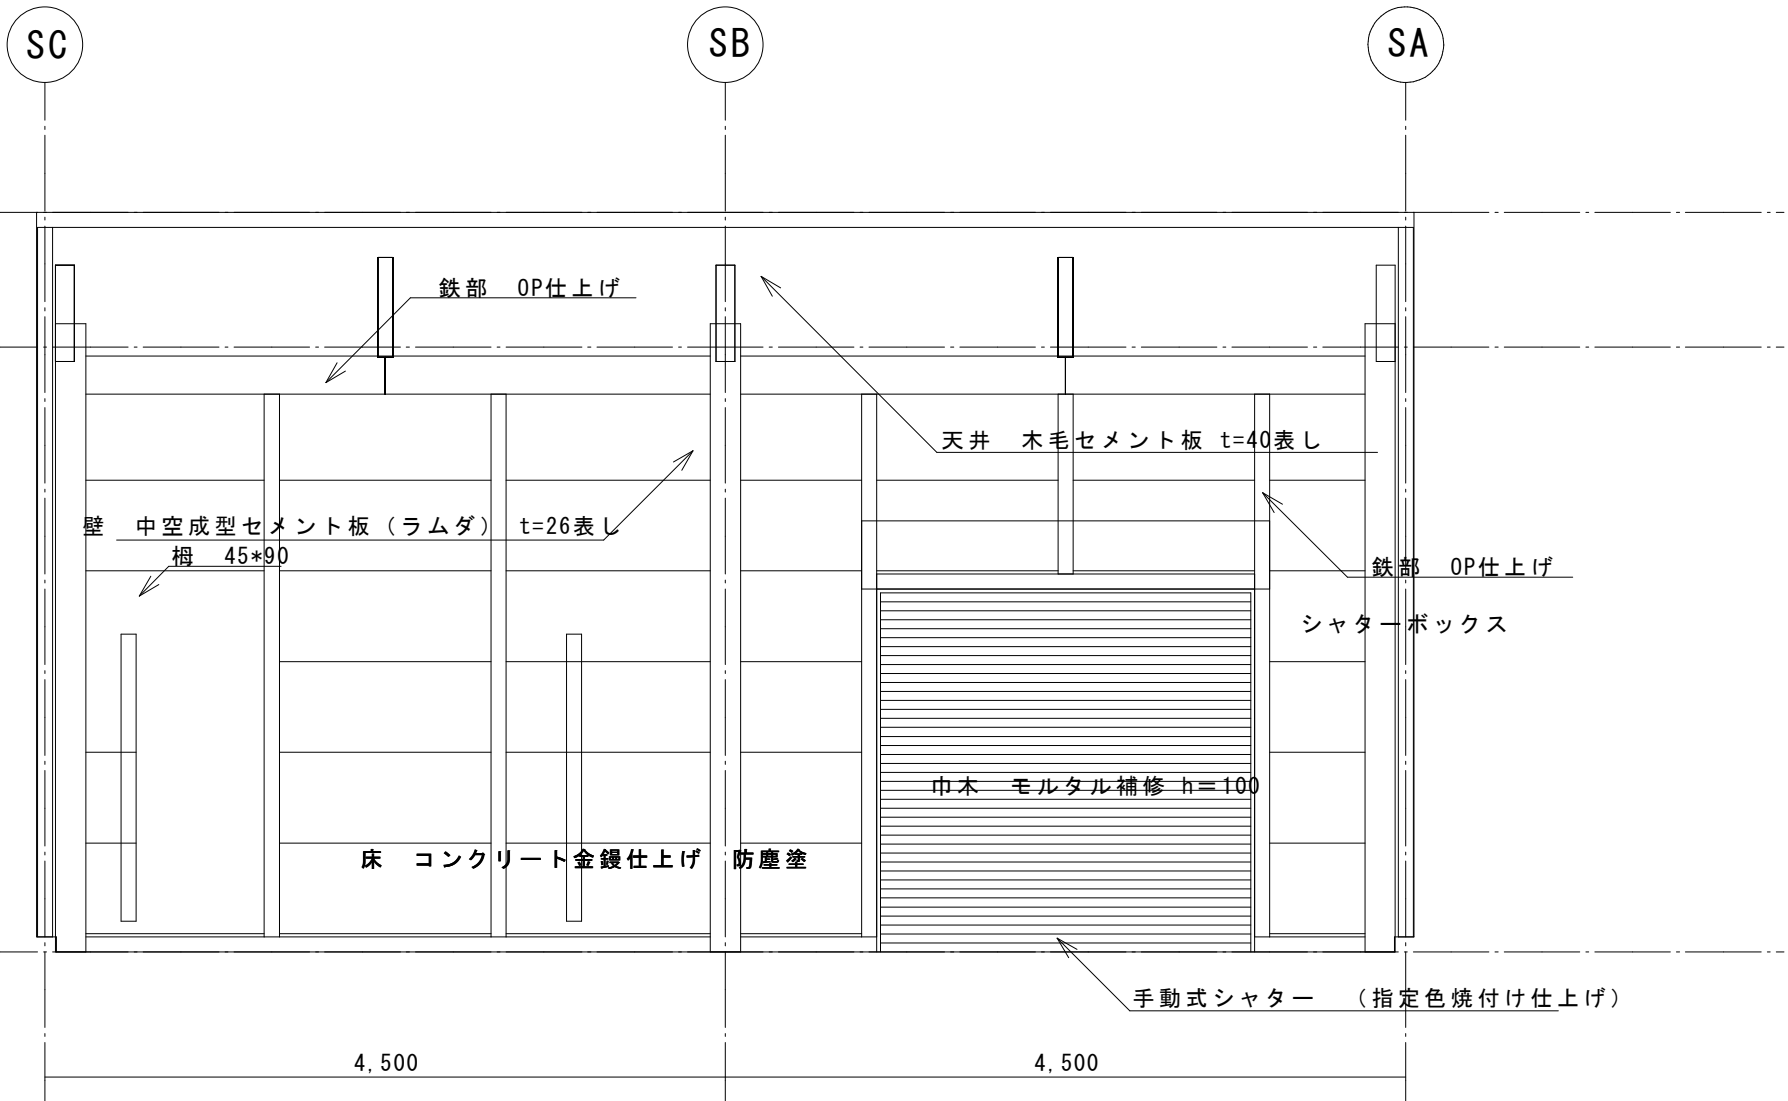 SC
SB
SA
鉄部 OP仕上げ
天井 木毛セメント板 t=40表し
壁 中空成型セメント板（ラムダ） t=26表し
栂 45*90
鉄部 OP仕上げ
シャターボックス
巾木 モルタル補修 h＝100
床 コンクリート金鏝仕上げ 防塵塗
手動式シャター （指定色焼付け仕上げ）
4,500
4,500